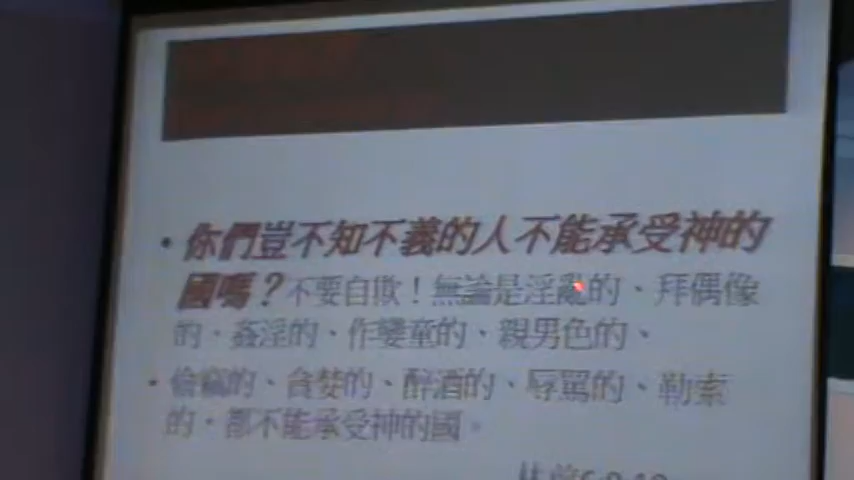 • 你們豈不知不義的人不能承受神的
國嗎？不要自欺！無論是淫亂的、拜偶像
的、姦淫的、作孌童的、親男色的、
• 偷竊的、貪婪的、醉酒的、辱罵的、勒索
的，都不能承受神的國。